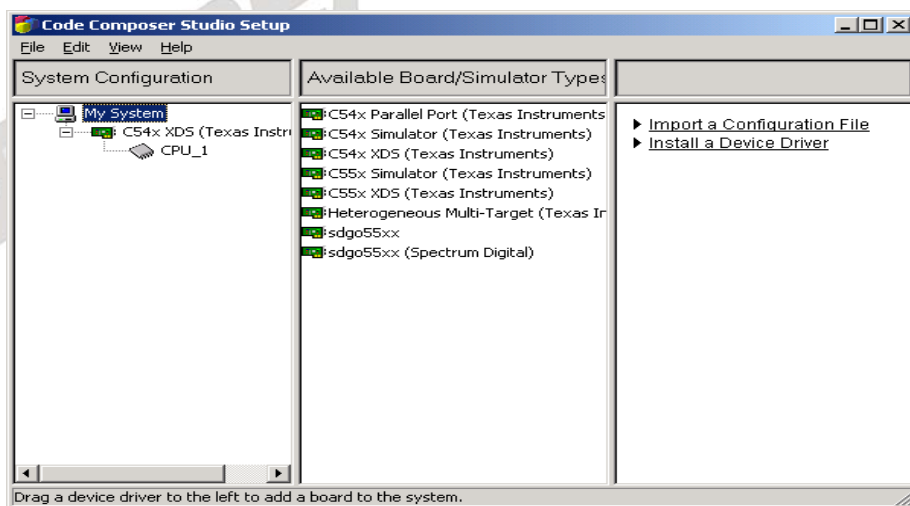 Code Composer Studio Setup
File Edit View Help
System Configuration
Available Board/Simulator Types
My System
C54x XDS (Texas Instr
CPU_1
C54x Parallel Port (Texas Instruments
C54x Simulator (Texas Instruments)
C54x XDS (Texas Instruments)
C55x Simulator (Texas Instruments)
C55x XDS (Texas Instruments)
Heterogeneous Multi-Target (Texas Ir
sdgo55xx
sdgo55xx (Spectrum Digital)
Import a Configuration File
Install a Device Driver
Drag a device driver to the left to add a board to the system.